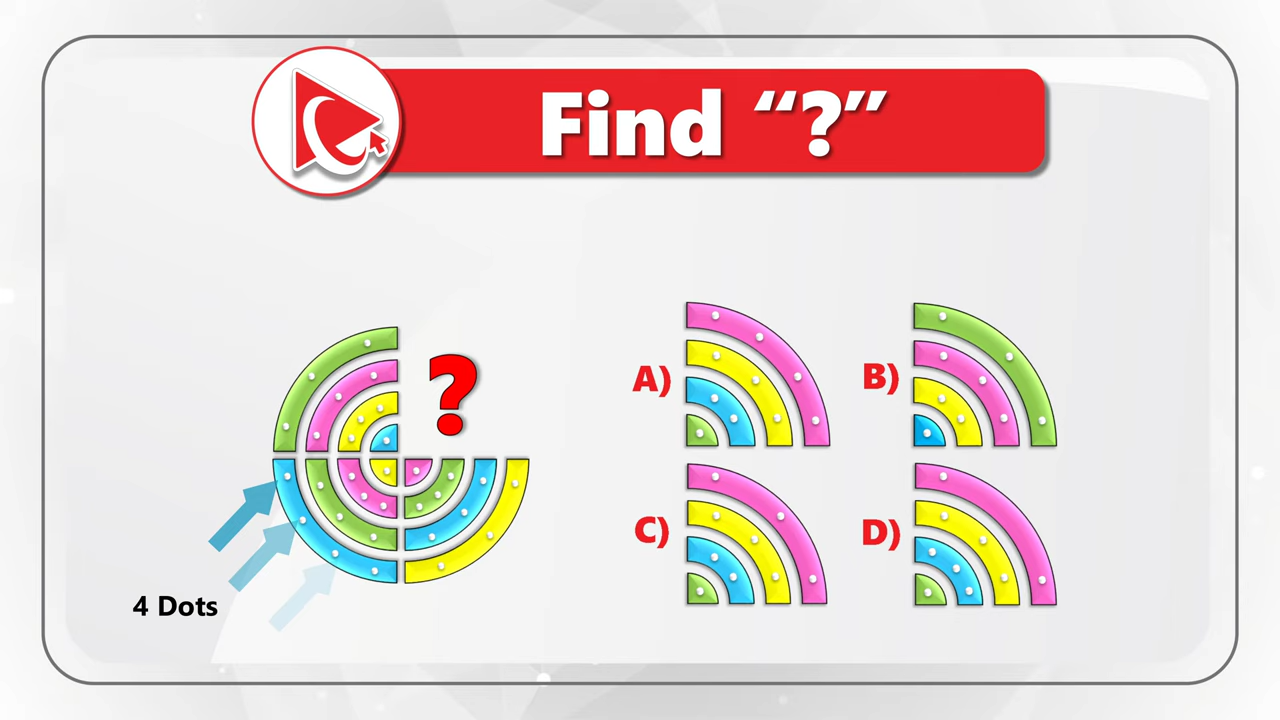 Find “?”
?
A)
B)
C)
D)
4 Dots